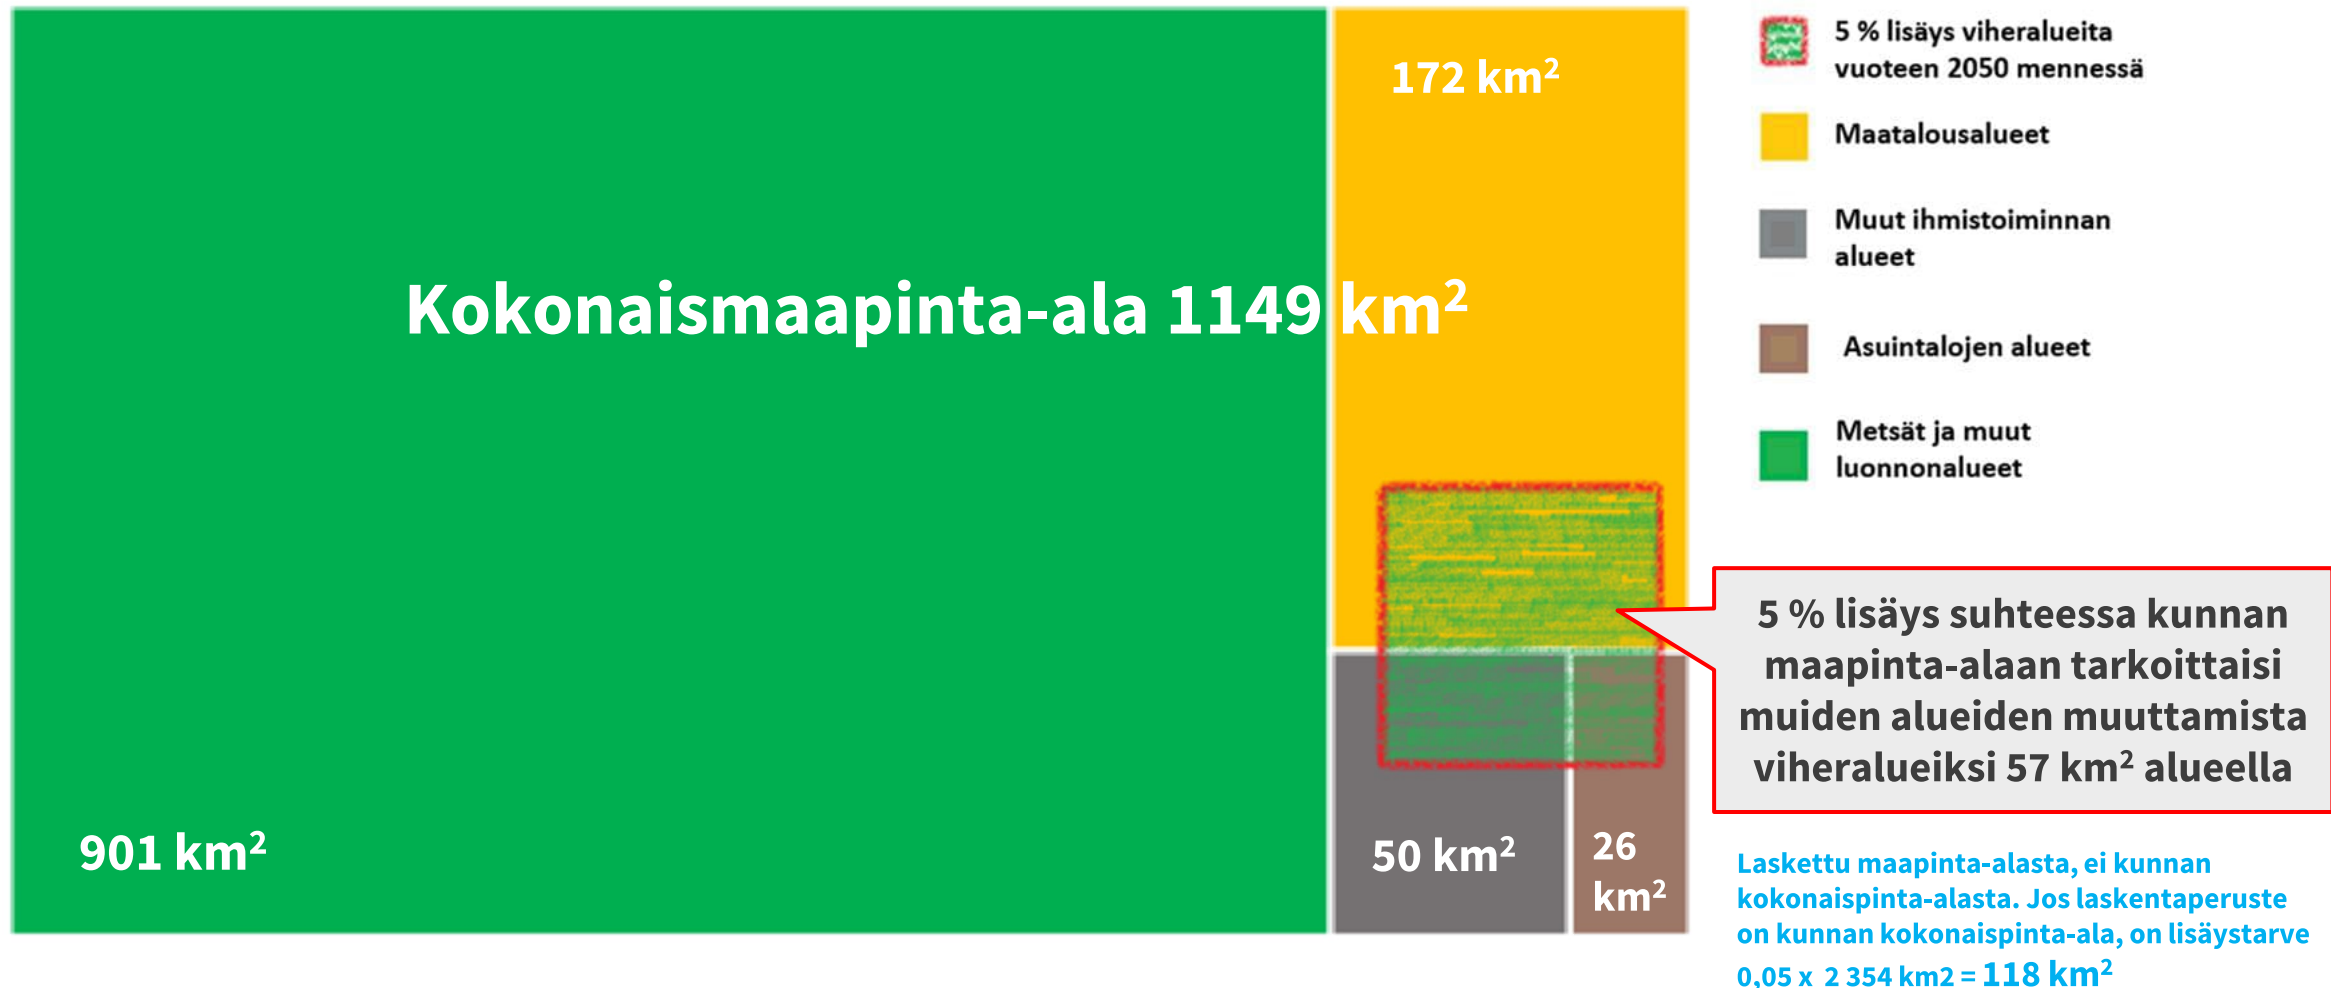 172 km²
Kokonaismaapinta-ala 1149 km²
901 km²
50 km²
26
km²
5 % lisäys viheralueita
vuoteen 2050 mennessä
Maatalousalueet
Muut ihmistoiminnan
alueet
Asuintalojen alueet
Metsät ja muut
luonnonalueet
5 % lisäys suhteessa kunnan
maapinta-alaan tarkoittaisi
muiden alueiden muuttamista
viheralueiksi 57 km² alueella
Laskettu maapinta-alasta, ei kunnan
kokonaispinta-alasta. Jos laskentaperuste
on kunnan kokonaispinta-ala, on lisäystarve
0,05 x 2 354 km2 = 118 km²